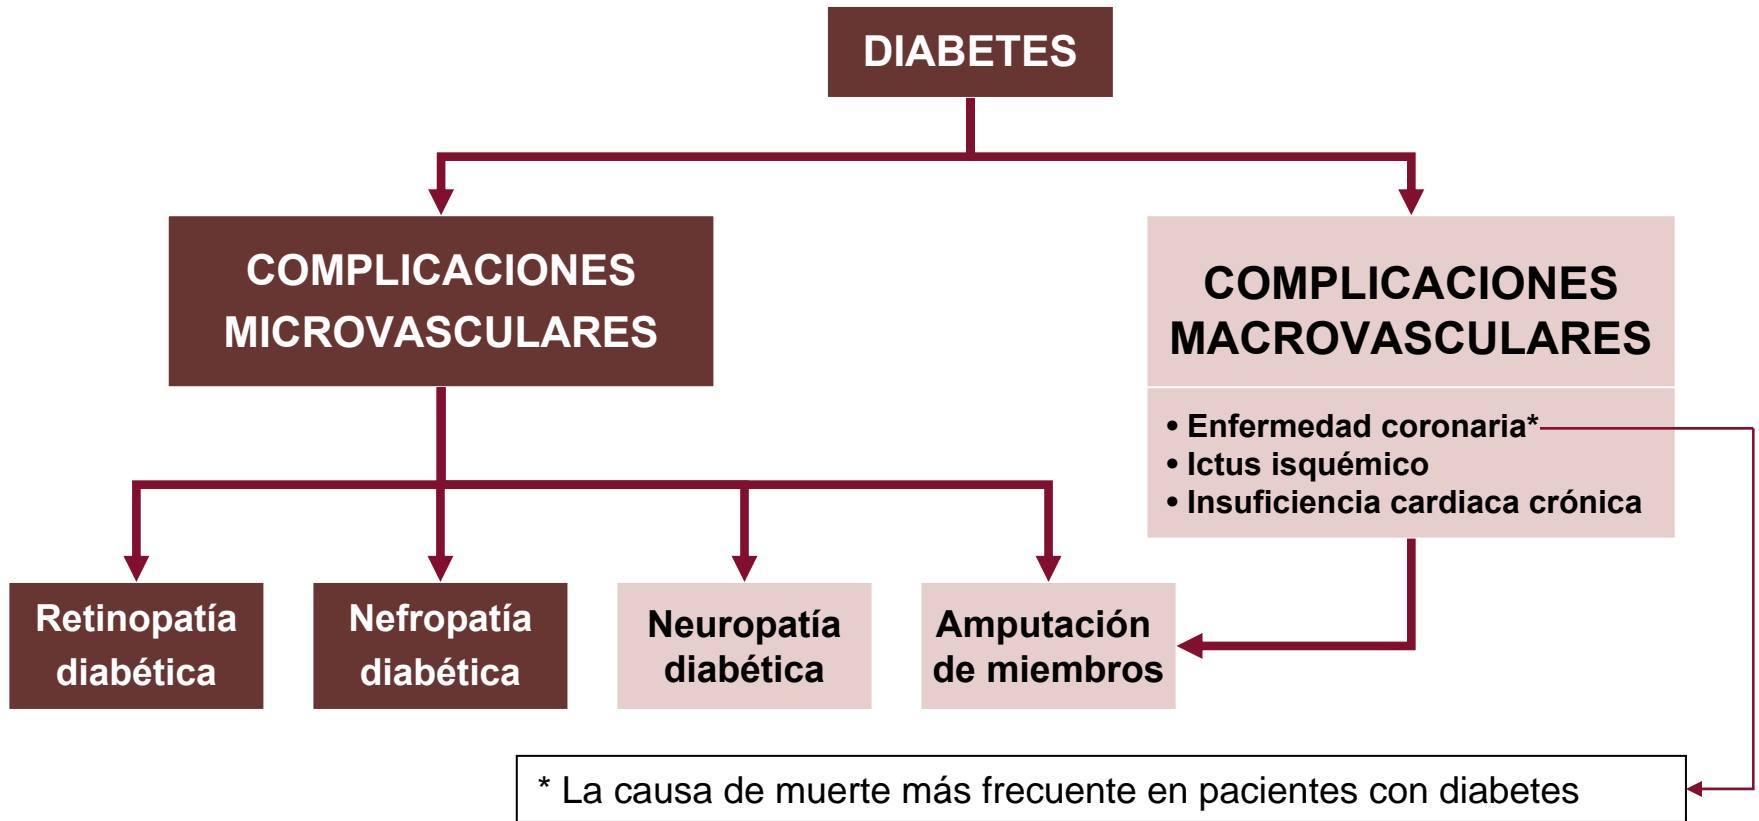 DIABETES
COMPLICACIONES
MICROVASCULARES
COMPLICACIONES
MACROVASCULARES
• Enfermedad coronaria*
• Ictus isquémico
• Insuficiencia cardiaca crónica
Retinopatía
diabética
Nefropatía
diabética
Neuropatía
diabética
Amputación
de miembros
* La causa de muerte más frecuente en pacientes con diabetes